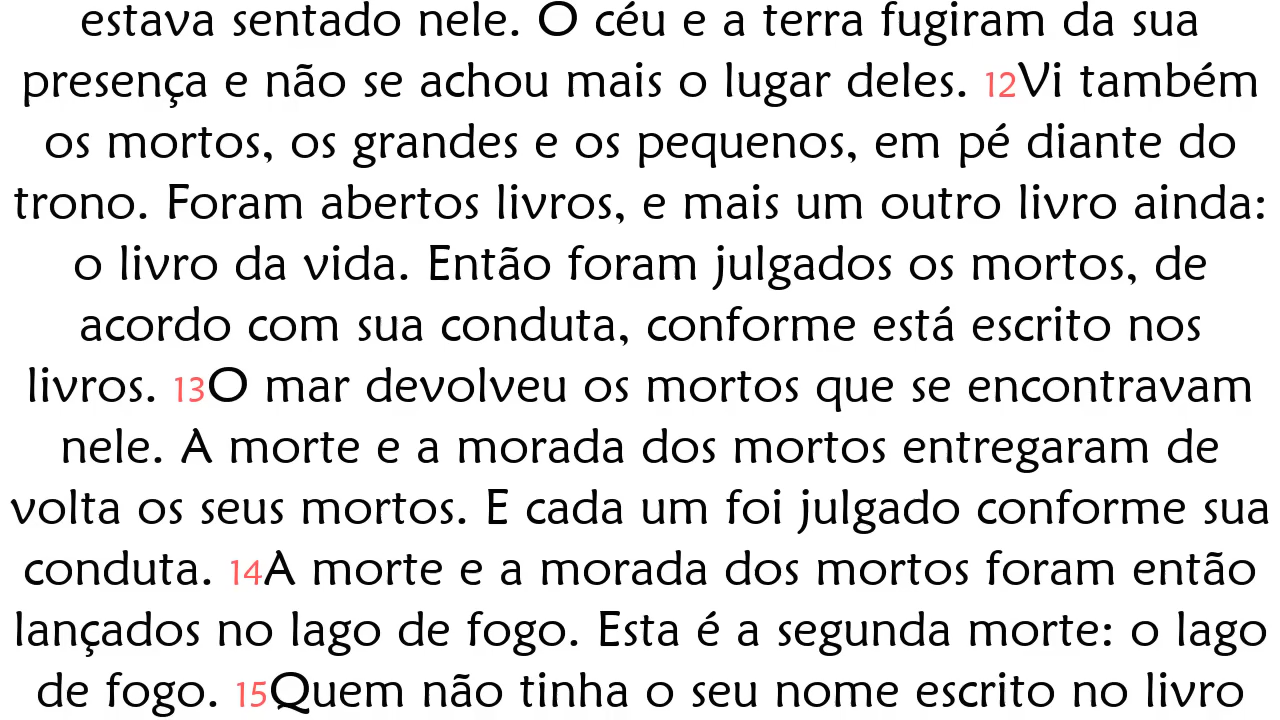 estava sentado nele. O céu e a terra fugiram da sua
presença e não se achou mais o lugar deles. 12Vi também
os mortos, os grandes e os pequenos, em pé diante do
trono. Foram abertos livros, e mais um outro livro ainda:
o livro da vida. Então foram julgados os mortos, de
acordo com sua conduta, conforme está escrito nos
livros. 13O mar devolveu os mortos que se encontravam
nele. A morte e a morada dos mortos entregaram de
volta os seus mortos. E cada um foi julgado conforme sua
conduta. 14A morte e a morada dos mortos foram então
lançados no lago de fogo. Esta é a segunda morte: o lago
de fogo. 15Quem não tinha o seu nome escrito no livro